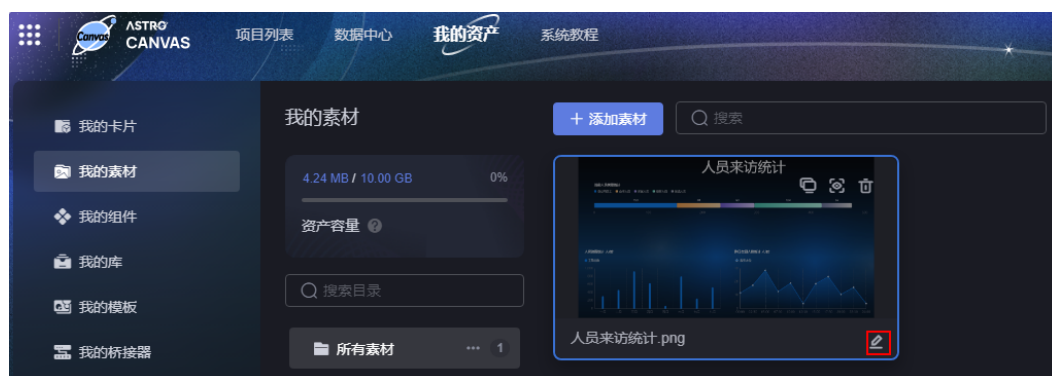 Canvas
ASTRO
CANVAS
项目列表 数据中心 我的资产 系统教程
我的卡片
我的素材
我的组件
我的库
我的模板
我的桥接器
我的素材
4.24 MB / 10.00 GB 0%
资产容量 ?
搜索目录
所有素材 ... 1
+ 添加素材 搜索
人员来访统计
人员来访统计.png